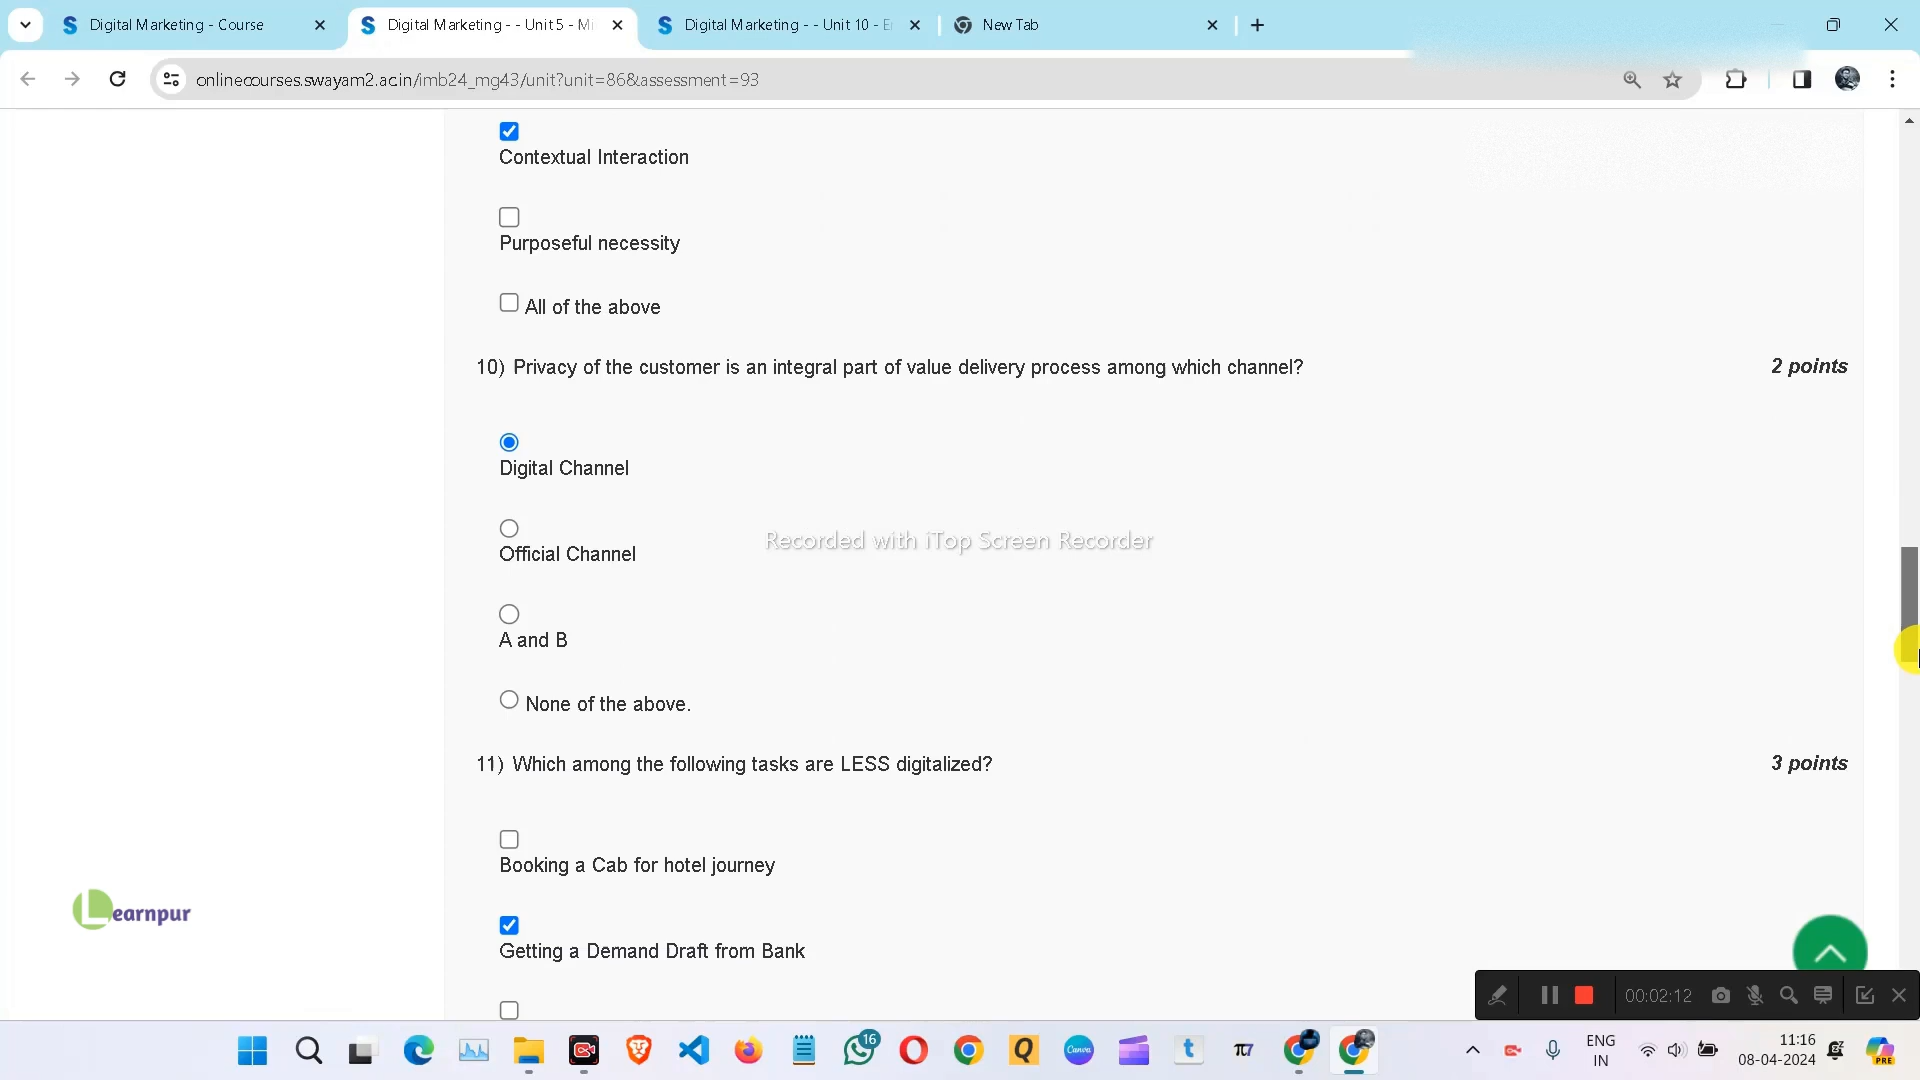 Digital Marketing - Course
Digital Marketing - - Unit 5 - Mi
Digital Marketing - - Unit 10 - E
New Tab
onlinecourses.swayam2.ac.in/imb24_mg43/unit?unit=86&assessment=93
Contextual Interaction
Purposeful necessity
All of the above
10) Privacy of the customer is an integral part of value delivery process among which channel?
2 points
Digital Channel
Official Channel
Recorded with iTop Screen Recorder
A and B
None of the above.
11) Which among the following tasks are LESS digitalized?
3 points
Booking a Cab for hotel journey
Learnpur
Getting a Demand Draft from Bank
00:02:12
16
Q
Canva
t
ENG
IN
11:16
08-04-2024
PRE